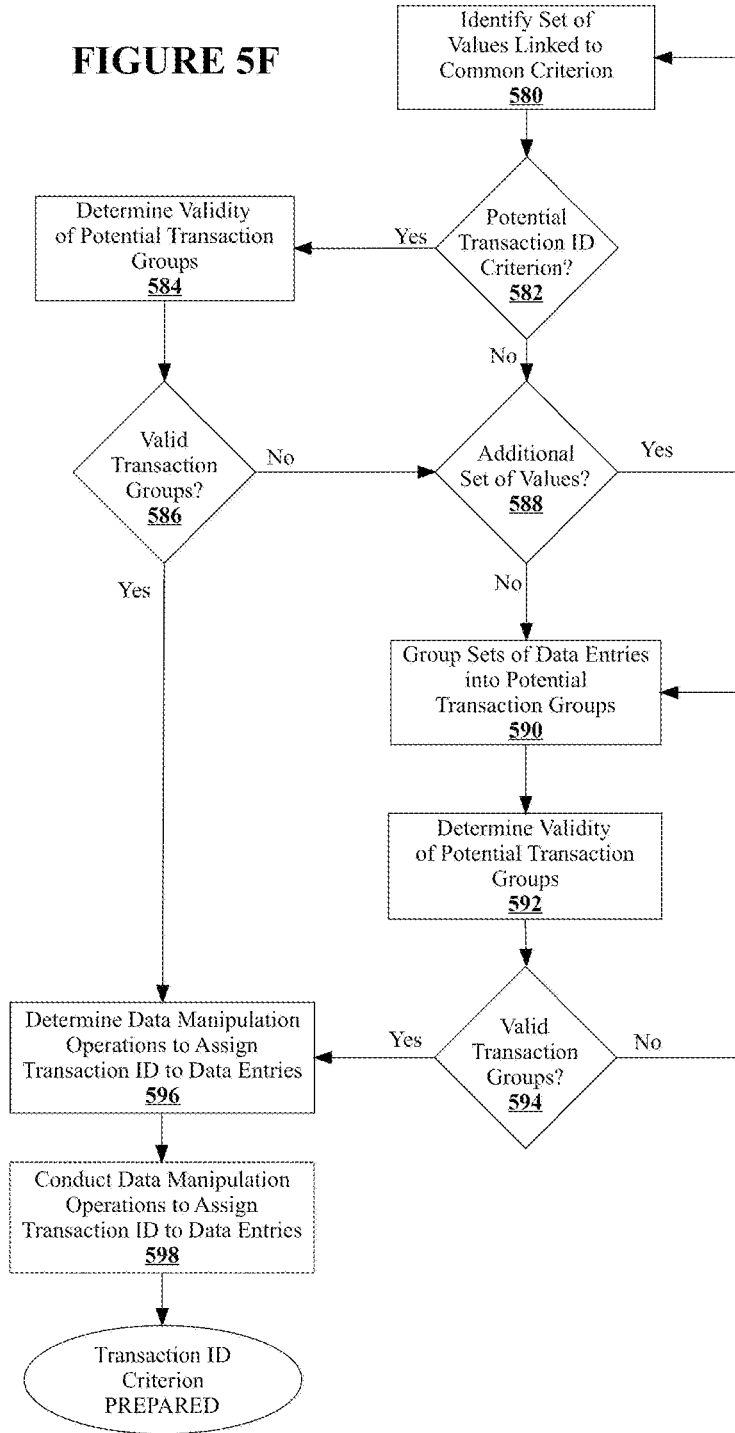 FIGURE 5F
Identify Set of
Values Linked to
Common Criterion
580
Determine Validity
of Potential Transaction
Groups
584
Yes
Potential
Transaction ID
Criterion?
582
No
Valid
Transaction
Groups?
586
No
Additional
Set of Values?
588
Yes
Yes
No
Group Sets of Data Entries
into Potential
Transaction Groups
590
Determine Validity
of Potential Transaction
Groups
592
Determine Data Manipulation
Operations to Assign
Transaction ID to Data Entries
596
Yes
Valid
Transaction
Groups?
594
No
Conduct Data Manipulation
Operations to Assign
Transaction ID to Data Entries
598
Transaction ID
Criterion
PREPARED